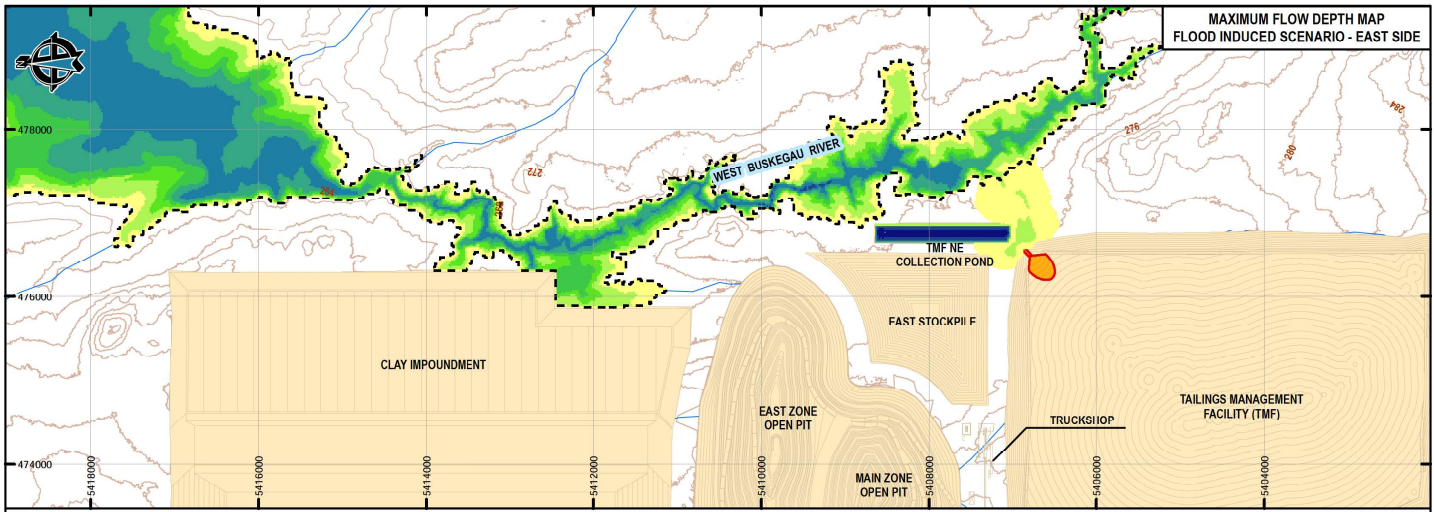 MAXIMUM FLOW DEPTH MAP
FLOOD INDUCED SCENARIO - EAST SIDE
N
478000
476000
474000
284
276
280
272
264
WEST BUSKEGAU RIVER
TMF NE
COLLECTION POND
EAST STOCKPILE
CLAY IMPOUNDMENT
EAST ZONE
OPEN PIT
TAILINGS MANAGEMENT
FACILITY (TMF)
TRUCKSHOP
MAIN ZONE
OPEN PIT
5418000
5416000
5414000
5412000
5410000
5408000
5406000
5404000